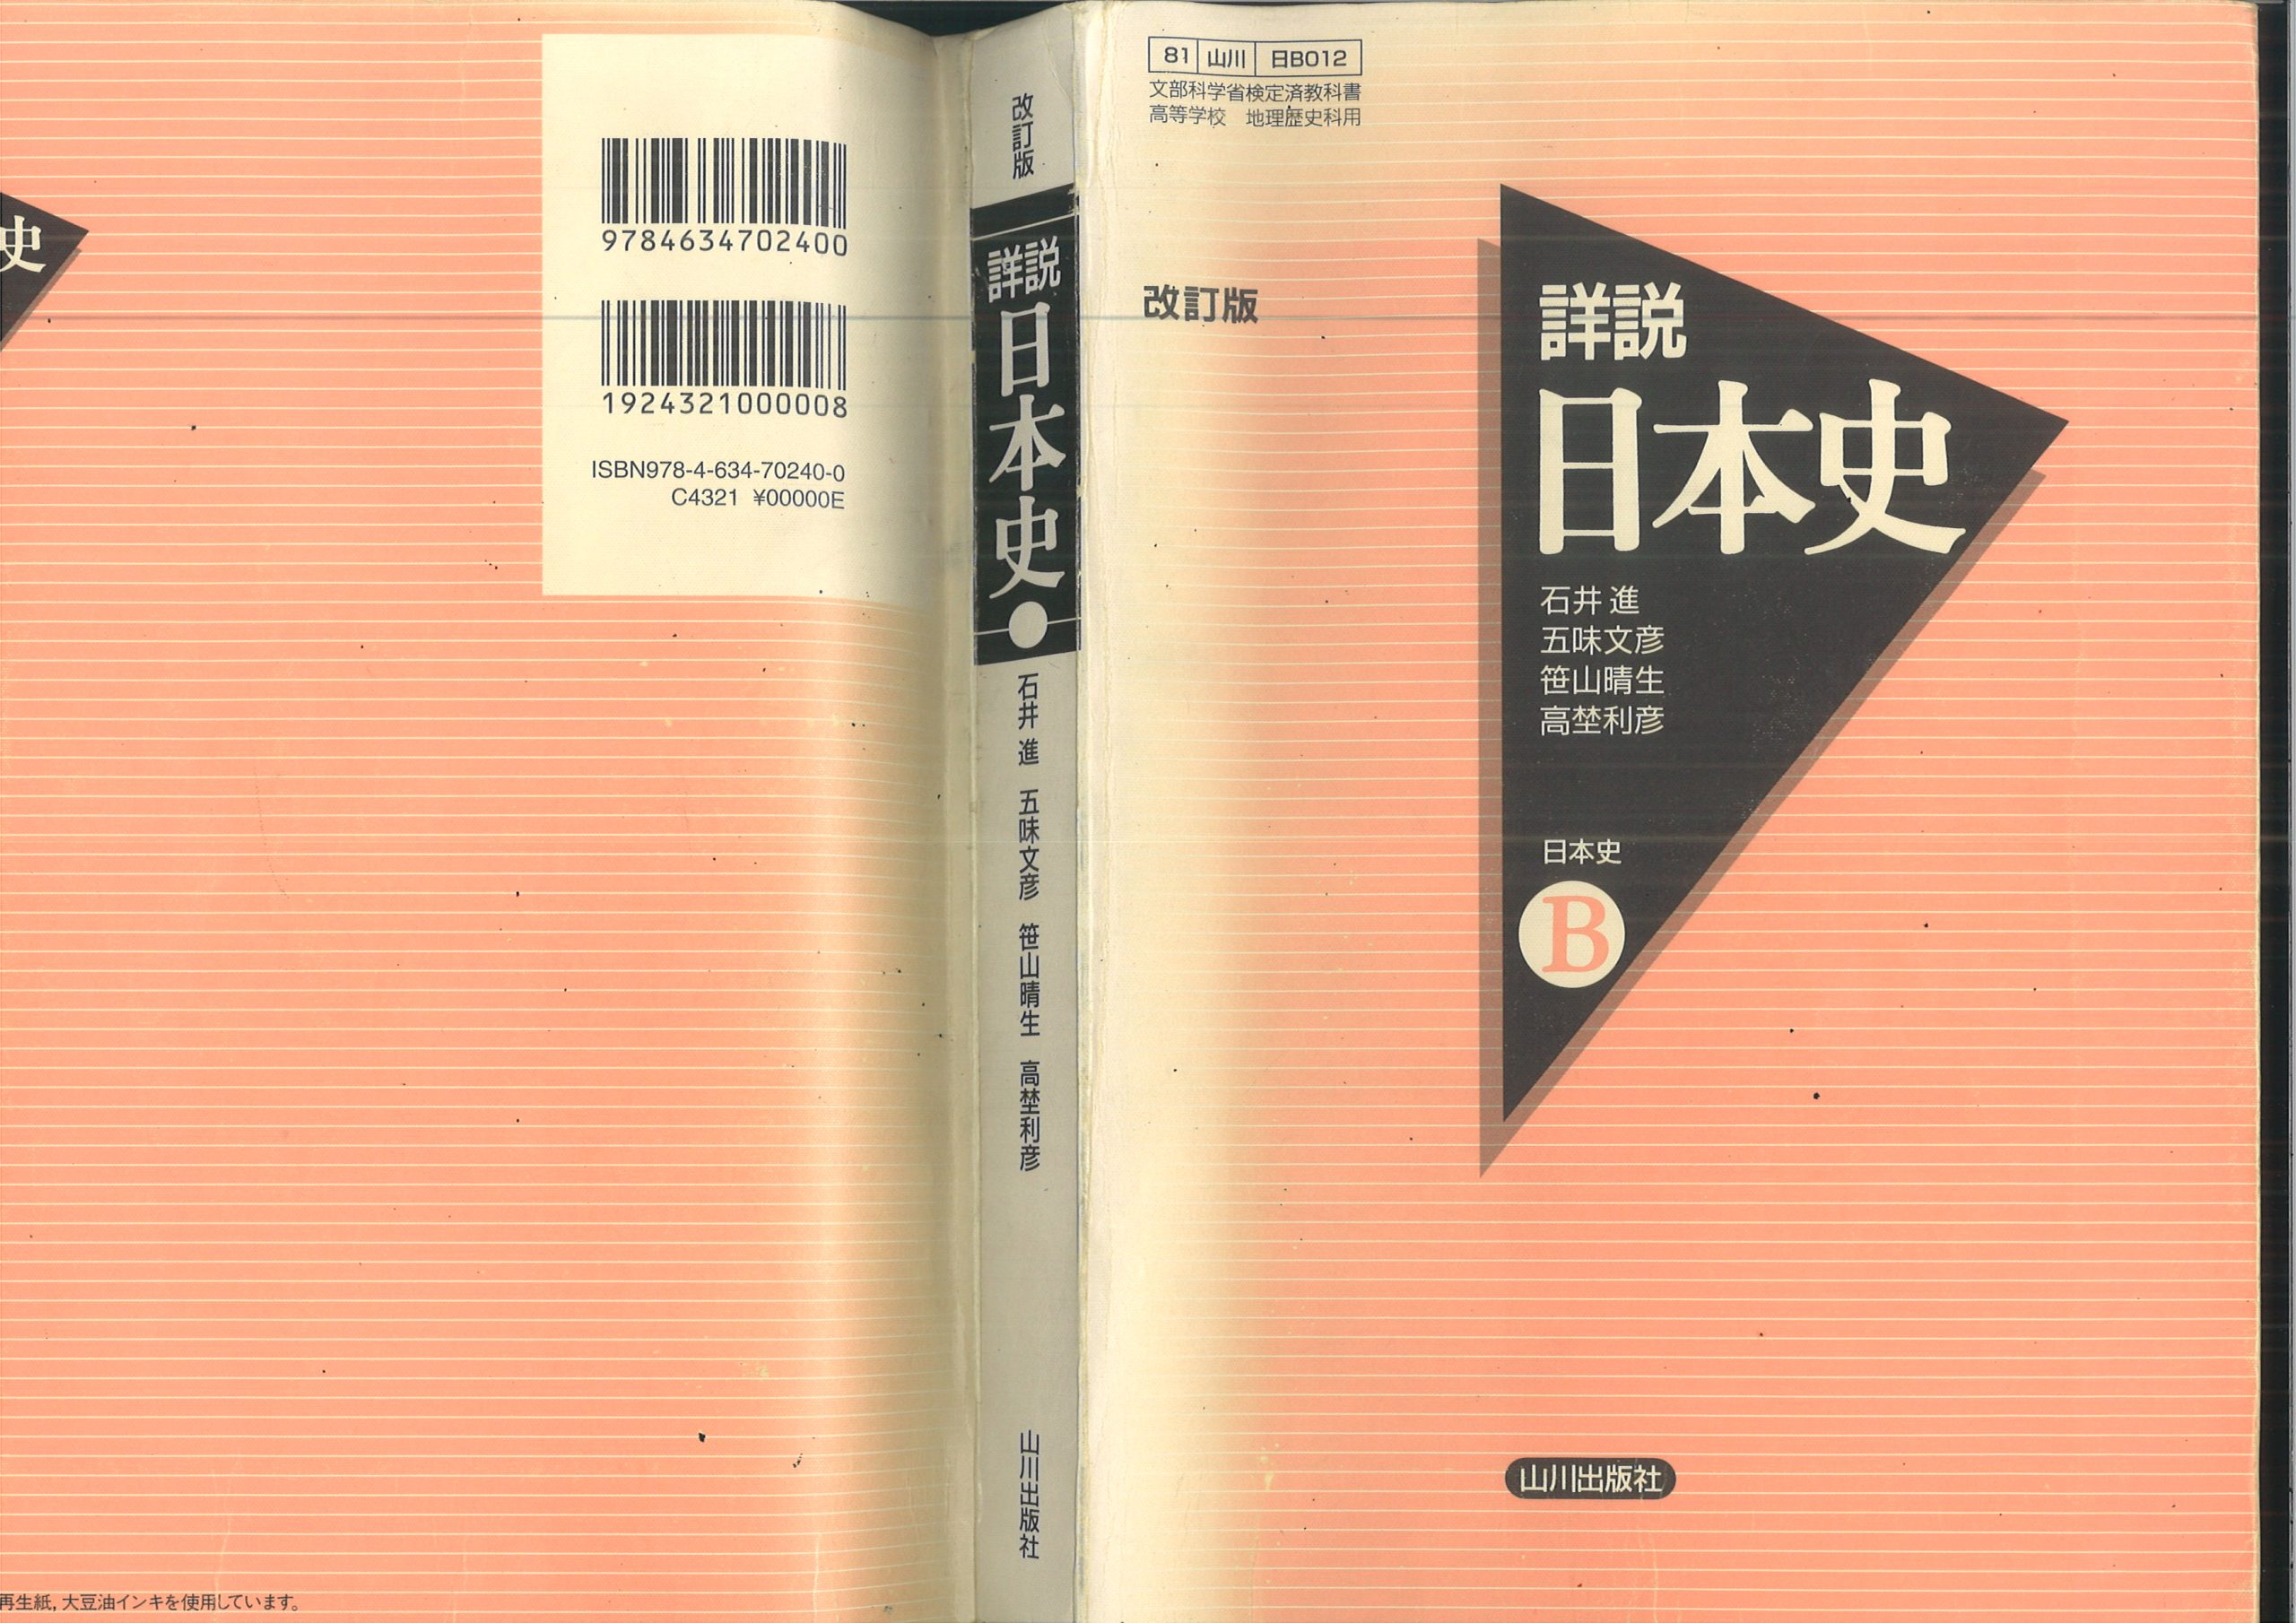 史
9784634702400
1924321000008
ISBN978-4-634-70240-0
C4321 ¥00000E
再生紙,大豆油インキを使用しています。
改訂版
詳説
日本史
石井 進 五味文彦 笹山晴生 高埜利彦
山川出版社
81 山川 日B012
文部科学省検定済教科書
高等学校 地理歴史科用
改訂版
詳説
日本史
石井 進
五味文彦
笹山晴生
高埜利彦
日本史
B
山川出版社